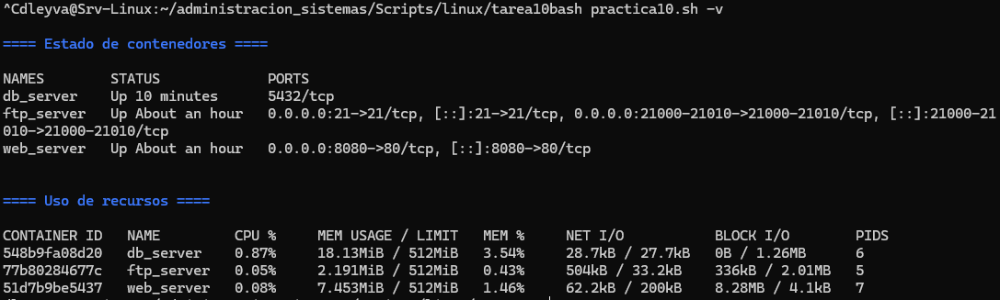 ^Cdleyva@Srv-Linux:~/administracion_sistemas/Scripts/linux/tarea10bash practica10.sh -v
==== Estado de contenedores ====
NAMES STATUS PORTS
db_server Up 10 minutes 5432/tcp
ftp_server Up About an hour 0.0.0.0:21->21/tcp, [::]:21->21/tcp, 0.0.0.0:21000-21010->21000-21010/tcp, [::]:21000-21
010->21000-21010/tcp
web_server Up About an hour 0.0.0.0:8080->80/tcp, [::]:8080->80/tcp
==== Uso de recursos ====
CONTAINER ID NAME CPU % MEM USAGE / LIMIT MEM % NET I/O BLOCK I/O PIDS
548b9fa08d20 db_server 0.87% 18.13MiB / 512MiB 3.54% 28.7kB / 27.7kB 0B / 1.26MB 6
77b80284677c ftp_server 0.05% 2.191MiB / 512MiB 0.43% 504kB / 33.2kB 336kB / 2.01MB 5
51d7b9be5437 web_server 0.08% 7.453MiB / 512MiB 1.46% 62.2kB / 200kB 8.28MB / 4.1kB 7